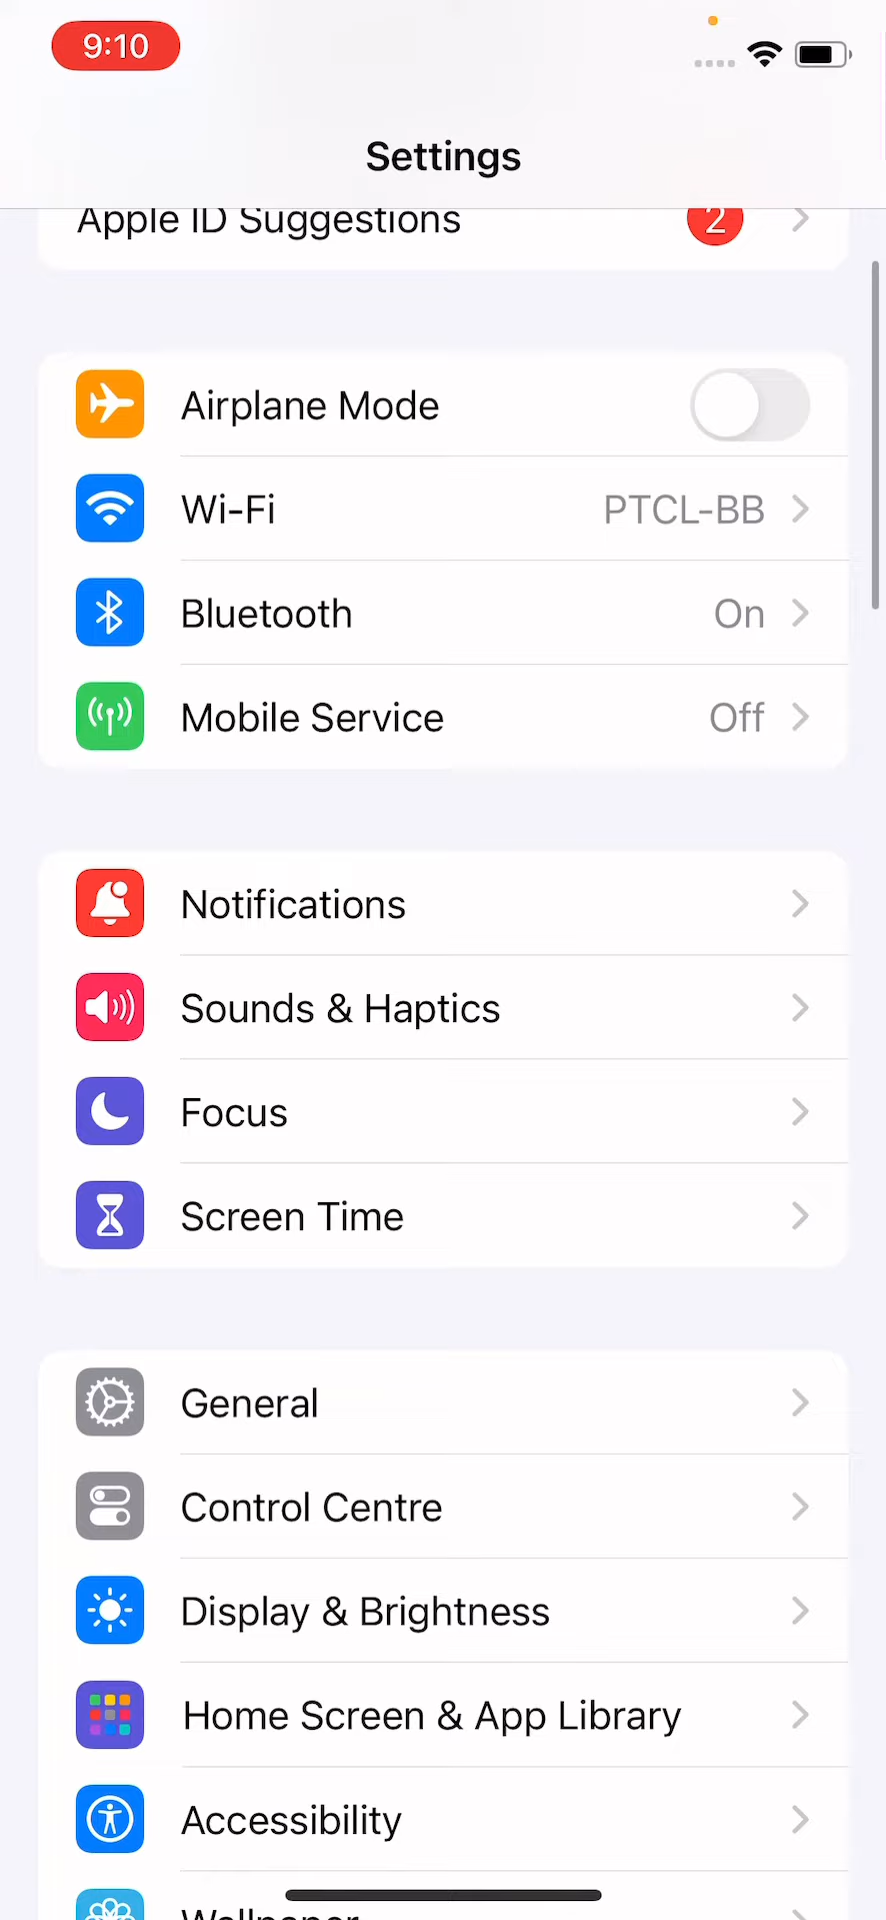 9:10
Settings
Apple ID Suggestions 2
Airplane Mode
Wi-Fi PTCL-BB
Bluetooth On
Mobile Service Off
Notifications
Sounds & Haptics
Focus
Screen Time
General
Control Centre
Display & Brightness
Home Screen & App Library
Accessibility
Wallpaper